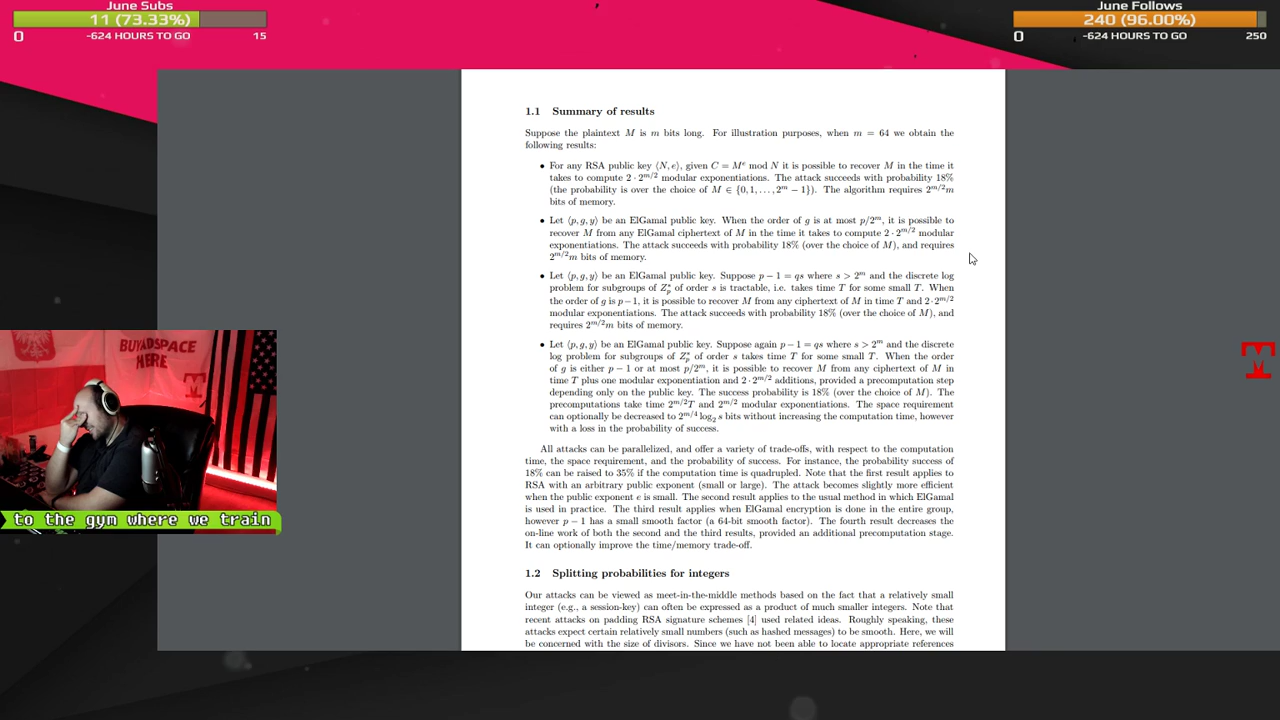 June Subs
11 (73.33%)
0 -624 HOURS TO GO 15
June Follows
240 (96.00%)
0 -624 HOURS TO GO 250
1.1 Summary of results
Suppose the plaintext M is m bits long. For illustration purposes, when m = 64 we obtain the
following results:
• For any RSA public key ⟨N, e⟩, given C = M^e mod N it is possible to recover M in the time it
takes to compute 2 · 2^{m/2} modular exponentiations. The attack succeeds with probability 18%
(the probability is over the choice of M ∈ {0, 1, . . . , 2^m − 1}). The algorithm requires 2^{m/2}m
bits of memory.
• Let ⟨p, g, y⟩ be an ElGamal public key. When the order of g is at most p/2^m, it is possible to
recover M from any ElGamal ciphertext of M in the time it takes to compute 2 · 2^{m/2} modular
exponentiations. The attack succeeds with probability 18% (over the choice of M), and requires
2^{m/2}m bits of memory.
• Let ⟨p, g, y⟩ be an ElGamal public key. Suppose p − 1 = qs where s > 2^m and the discrete log
problem for subgroups of Z_p^* of order s is tractable, i.e. takes time T for some small T. When
the order of g is p−1, it is possible to recover M from any ciphertext of M in time T and 2·2^{m/2}
modular exponentiations. The attack succeeds with probability 18% (over the choice of M), and
requires 2^{m/2}m bits of memory.
• Let ⟨p, g, y⟩ be an ElGamal public key. Suppose again p − 1 = qs where s > 2^m and the discrete
log problem for subgroups of Z_p^* of order s takes time T for some small T. When the order
of g is either p − 1 or at most p/2^m, it is possible to recover M from any ciphertext of M in
time T plus one modular exponentiation and 2 · 2^{m/2} additions, provided a precomputation step
depending only on the public key. The success probability is 18% (over the choice of M). The
precomputations take time 2^{m/2}T and 2^{m/2} modular exponentiations. The space requirement
can optionally be decreased to 2^{m/4} log_2 s bits without increasing the computation time, however
with a loss in the probability of success.
All attacks can be parallelized, and offer a variety of trade-offs, with respect to the computation
time, the space requirement, and the probability of success. For instance, the probability success of
18% can be raised to 35% if the computation time is quadrupled. Note that the first result applies to
RSA with an arbitrary public exponent (small or large). The attack becomes slightly more efficient
when the public exponent e is small. The second result applies to the usual method in which ElGamal
is used in practice. The third result applies when ElGamal encryption is done in the entire group,
however p − 1 has a small smooth factor (a 64-bit smooth factor). The fourth result decreases the
on-line work of both the second and the third results, provided an additional precomputation stage.
It can optionally improve the time/memory trade-off.
1.2 Splitting probabilities for integers
Our attacks can be viewed as meet-in-the-middle methods based on the fact that a relatively small
integer (e.g., a session-key) can often be expressed as a product of much smaller integers. Note that
recent attacks on padding RSA signature schemes [4] used related ideas. Roughly speaking, these
attacks expect certain relatively small numbers (such as hashed messages) to be smooth. Here, we will
be concerned with the size of divisors. Since we have not been able to locate appropriate references
BUY ADSPACE
HERE
to the gym where we train